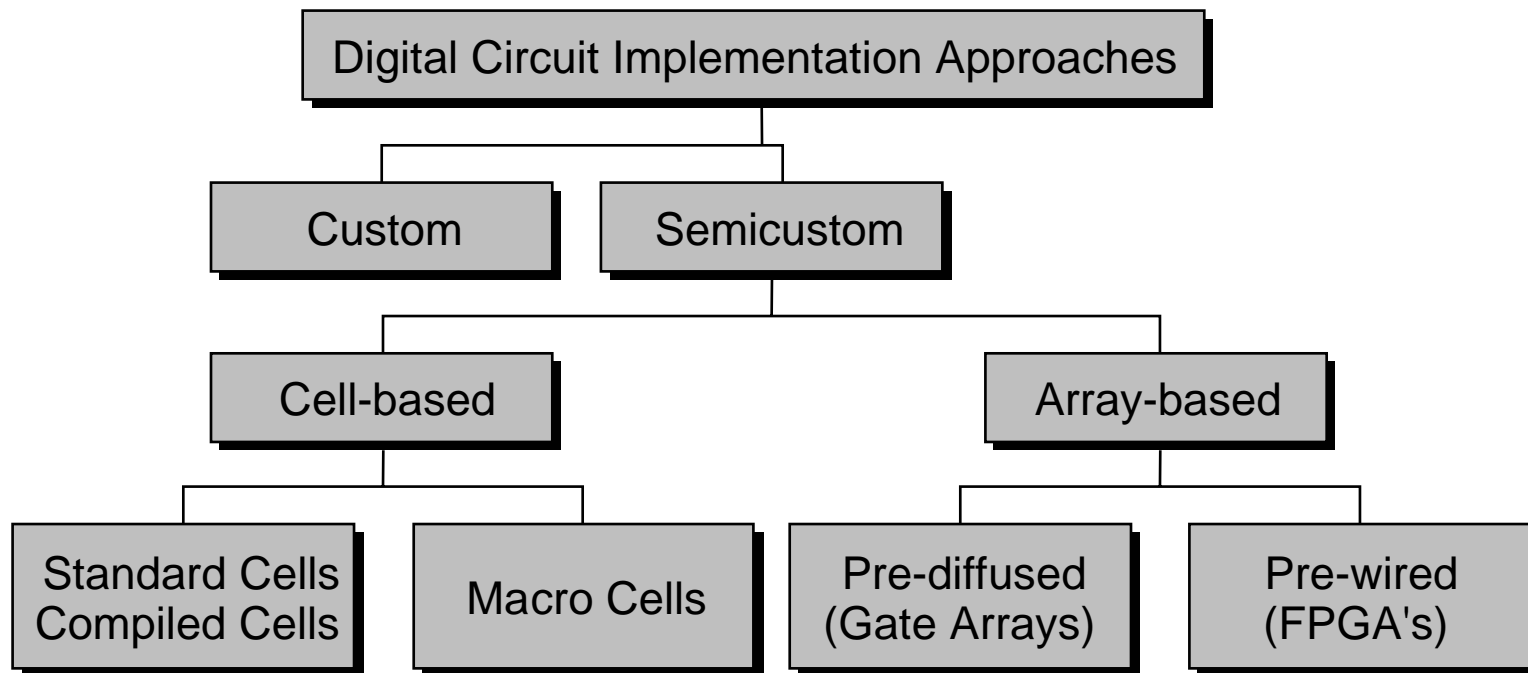 Digital Circuit Implementation Approaches
Custom
Semicustom
Cell-based
Array-based
Standard Cells
Compiled Cells
Macro Cells
Pre-diffused
(Gate Arrays)
Pre-wired
(FPGA's)